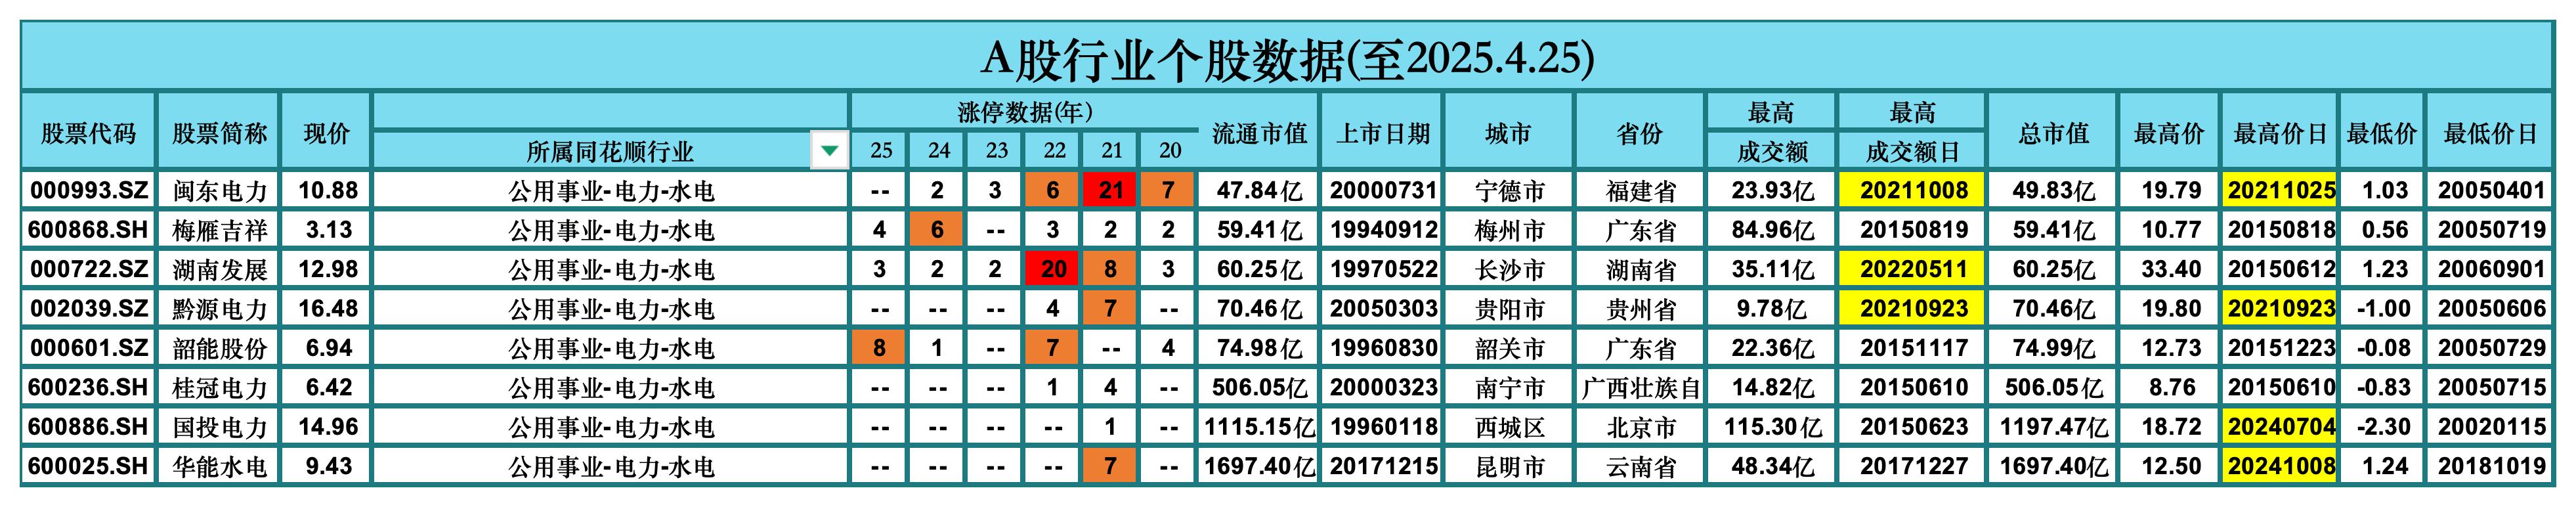 A股行业个股数据(至2025.4.25)
股票代码 股票简称 现价 所属同花顺行业 涨停数据(年) 25 24 23 22 21 20 流通市值 上市日期 城市 省份 最高成交额 最高成交额日 总市值 最高价 最高价日 最低价 最低价日
000993.SZ 闽东电力 10.88 公用事业-电力-水电 -- 2 3 6 21 7 47.84亿 20000731 宁德市 福建省 23.93亿 20211008 49.83亿 19.79 20211025 1.03 20050401
600868.SH 梅雁吉祥 3.13 公用事业-电力-水电 4 6 -- 3 2 2 59.41亿 19940912 梅州市 广东省 84.96亿 20150819 59.41亿 10.77 20150818 0.56 20050719
000722.SZ 湖南发展 12.98 公用事业-电力-水电 3 2 2 20 8 3 60.25亿 19970522 长沙市 湖南省 35.11亿 20220511 60.25亿 33.40 20150612 1.23 20060901
002039.SZ 黔源电力 16.48 公用事业-电力-水电 -- -- -- 4 7 -- 70.46亿 20050303 贵阳市 贵州省 9.78亿 20210923 70.46亿 19.80 20210923 -1.00 20050606
000601.SZ 韶能股份 6.94 公用事业-电力-水电 8 1 -- 7 -- 4 74.98亿 19960830 韶关市 广东省 22.36亿 20151117 74.99亿 12.73 20151223 -0.08 20050729
600236.SH 桂冠电力 6.42 公用事业-电力-水电 -- -- -- 1 4 -- 506.05亿 20000323 南宁市 广西壮族自 14.82亿 20150610 506.05亿 8.76 20150610 -0.83 20050715
600886.SH 国投电力 14.96 公用事业-电力-水电 -- -- -- -- 1 -- 1115.15亿 19960118 西城区 北京市 115.30亿 20150623 1197.47亿 18.72 20240704 -2.30 20020115
600025.SH 华能水电 9.43 公用事业-电力-水电 -- -- -- -- 7 -- 1697.40亿 20171215 昆明市 云南省 48.34亿 20171227 1697.40亿 12.50 20241008 1.24 20181019